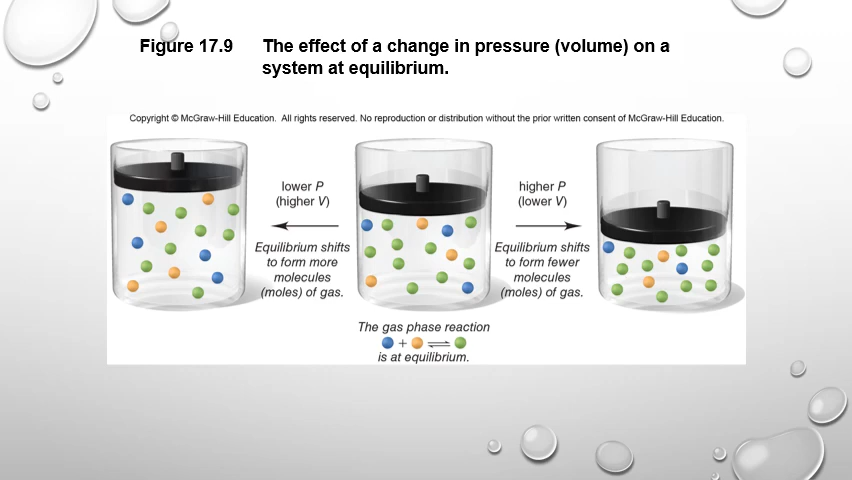 Figure 17.9 The effect of a change in pressure (volume) on a
system at equilibrium.
Copyright © McGraw-Hill Education. All rights reserved. No reproduction or distribution without the prior written consent of McGraw-Hill Education.
lower P
(higher V)
Equilibrium shifts
to form more
molecules
(moles) of gas.
higher P
(lower V)
Equilibrium shifts
to form fewer
molecules
(moles) of gas.
The gas phase reaction
+ ⇌
is at equilibrium.